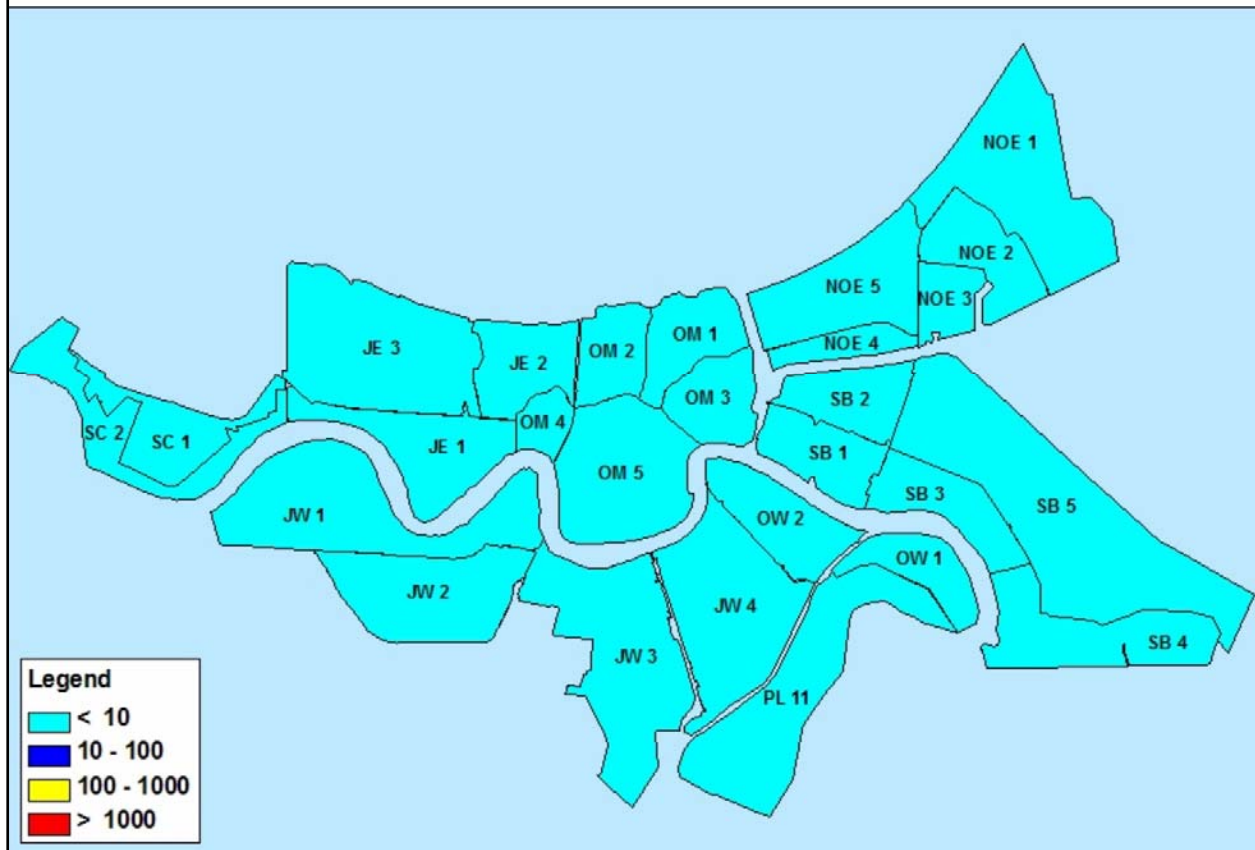 NOE 1
NOE 2
NOE 5
NOE 3
NOE 4
JE 3
JE 2
OM 2
OM 1
OM 3
SB 2
OM 4
SC 2
SC 1
JE 1
OM 5
SB 1
SB 3
SB 5
JW 1
OW 2
OW 1
JW 2
JW 4
SB 4
JW 3
PL 11
Legend
< 10
10 - 100
100 - 1000
> 1000